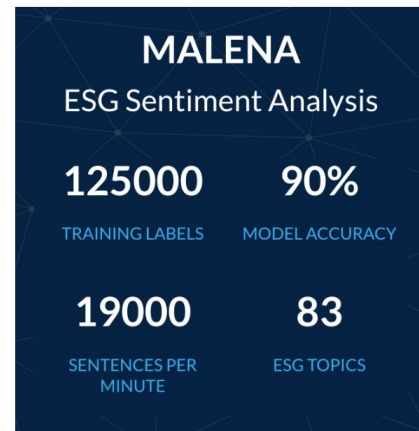 MALENA
ESG Sentiment Analysis
125000
TRAINING LABELS
90%
MODEL ACCURACY
19000
SENTENCES PER
MINUTE
83
ESG TOPICS